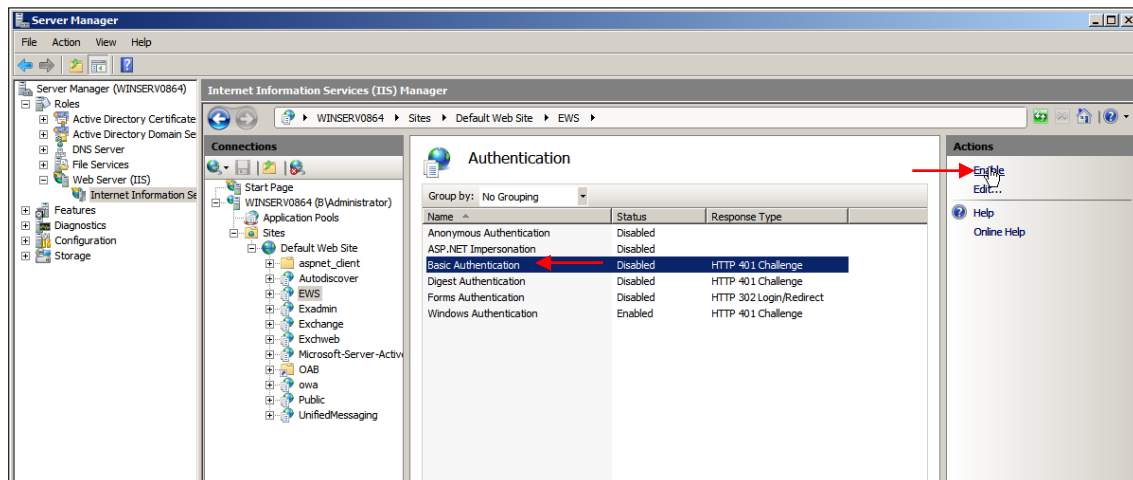 Server Manager
File Action View Help
Server Manager (WINSERV0864)
Roles
Active Directory Certificate
Active Directory Domain Se
DNS Server
File Services
Web Server (IIS)
Internet Information Se
Features
Diagnostics
Configuration
Storage
Internet Information Services (IIS) Manager
WINSERV0864 Sites Default Web Site EWS
Connections
Start Page
WINSERV0864 (B\Administrator)
Application Pools
Sites
Default Web Site
aspnet_client
Autodiscover
EWS
Exadmin
Exchange
Exchweb
Microsoft-Server-Active
OAB
owa
Public
UnifiedMessaging
Authentication
Group by: No Grouping
Name Status Response Type
Anonymous Authentication Disabled
ASP.NET Impersonation Disabled
Basic Authentication Disabled HTTP 401 Challenge
Digest Authentication Disabled HTTP 401 Challenge
Forms Authentication Disabled HTTP 302 Login/Redirect
Windows Authentication Enabled HTTP 401 Challenge
Actions
Enable
Edit...
Help
Online Help